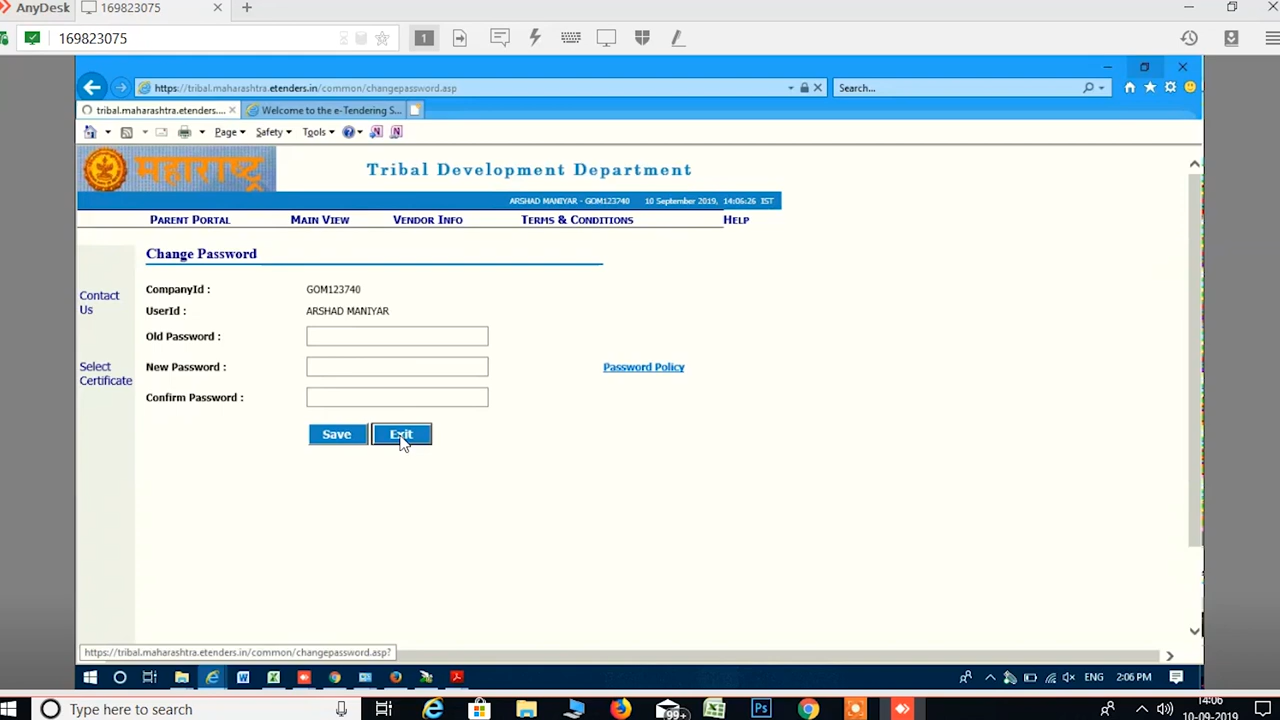 AnyDesk
169823075
169823075
1
https://tribal.maharashtra.etenders.in/common/changepassword.asp
Search...
tribal.maharashtra.etenders....
Welcome to the e-Tendering S...
Page
Safety
Tools
महाराष्ट्र
Tribal Development Department
ARSHAD MANIYAR - GOM123740 10 September 2019, 14:06:26 IST
PARENT PORTAL MAIN VIEW VENDOR INFO TERMS & CONDITIONS HELP
Change Password
CompanyId : GOM123740
UserId : ARSHAD MANIYAR
Old Password :
New Password :
Password Policy
Confirm Password :
Save Exit
Contact
Us
Select
Certificate
https://tribal.maharashtra.etenders.in/common/changepassword.asp?
ENG 2:06 PM
Type here to search
99+
Ps
14:06
10-09-2019